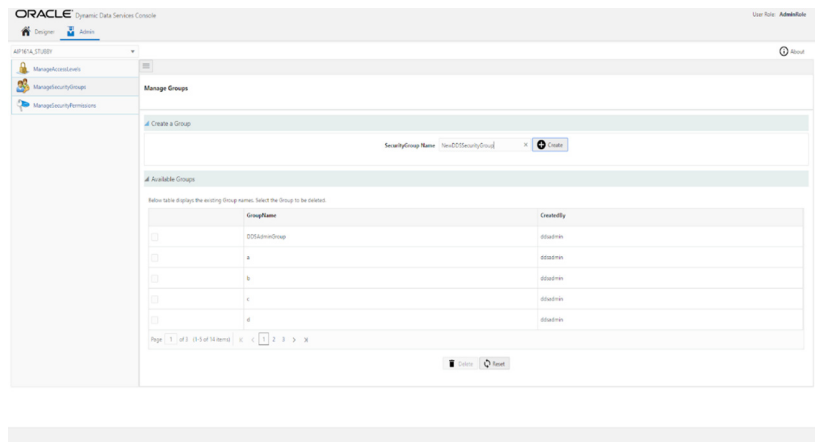 ORACLE Dynamic Data Services Console
User Role: AdminRole
Designer Admin
AIF161A_STUBBY
About
ManageAccessLevels
ManageSecurityGroups
ManageSecurityPermissions
Manage Groups
Create a Group
SecurityGroup Name NewDDSSecurityGroup × Create
Available Groups
Below table displays the existing Group names. Select the Group to be deleted.
GroupName CreatedBy
DDSAdminGroup ddsadmin
a ddsadmin
b ddsadmin
c ddsadmin
d ddsadmin
Page 1 of 3 (1-5 of 14 items) 1 2 3
Delete Reset